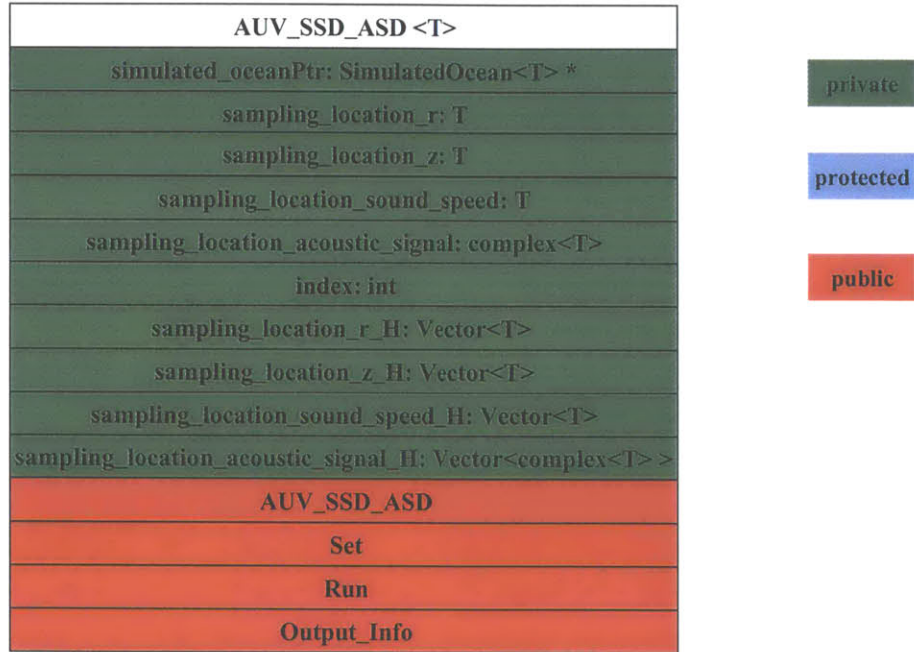 AUV_SSD_ASD <T>
simulated_oceanPtr: SimulatedOcean<T> *
sampling_location_r: T
sampling_location_z: T
sampling_location_sound_speed: T
sampling_location_acoustic_signal: complex<T>
index: int
sampling_location_r_H: Vector<T>
sampling_location_z_H: Vector<T>
sampling_location_sound_speed_H: Vector<T>
sampling_location_acoustic_signal_H: Vector<complex<T> >
AUV_SSD_ASD
Set
Run
Output_Info
private
protected
public